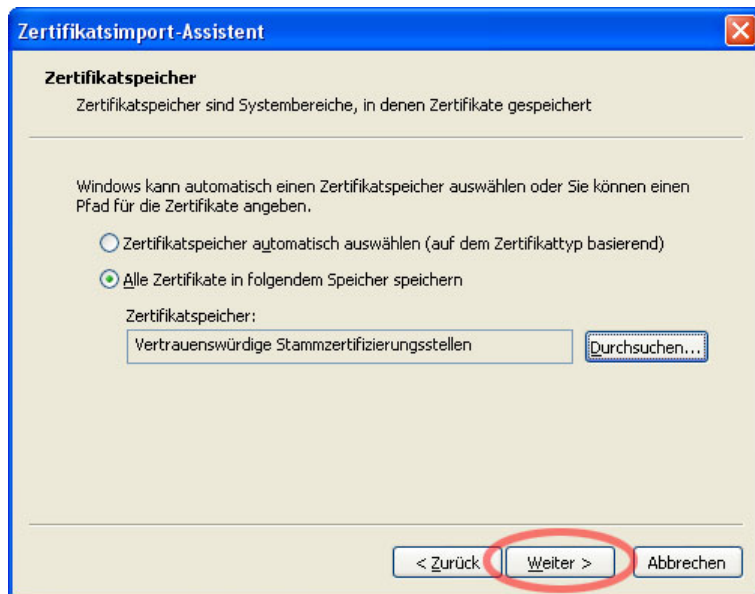 Zertifikatsimport-Assistent
Zertifikatspeicher
Zertifikatspeicher sind Systembereiche, in denen Zertifikate gespeichert
Windows kann automatisch einen Zertifikatspeicher auswählen oder Sie können einen
Pfad für die Zertifikate angeben.
Zertifikatspeicher automatisch auswählen (auf dem Zertifikattyp basierend)
Alle Zertifikate in folgendem Speicher speichern
Zertifikatspeicher:
Vertrauenswürdige Stammzertifizierungsstellen
Durchsuchen...
< Zurück
Weiter >
Abbrechen